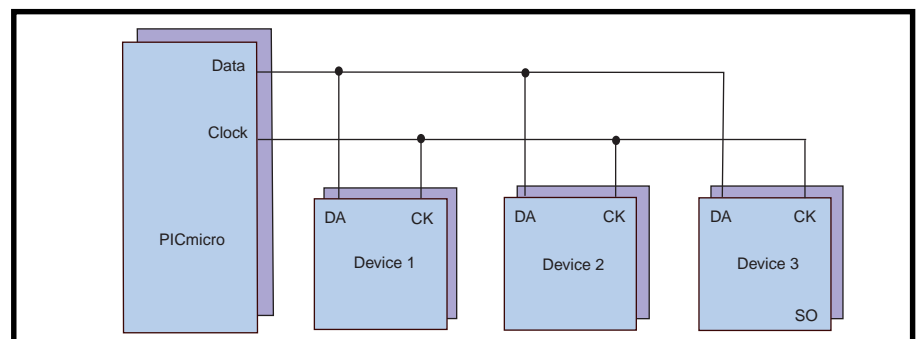 Data
Clock
PICmicro
DA CK
Device 1
DA CK
Device 2
DA CK
Device 3
SO